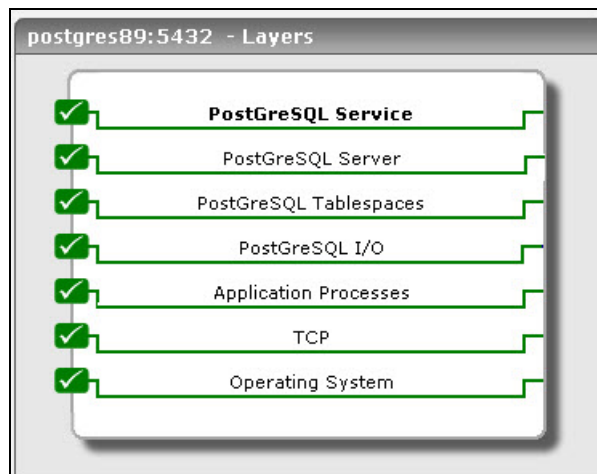 postgres89:5432 - Layers
PostGreSQL Service
PostGreSQL Server
PostGreSQL Tablespaces
PostGreSQL I/O
Application Processes
TCP
Operating System